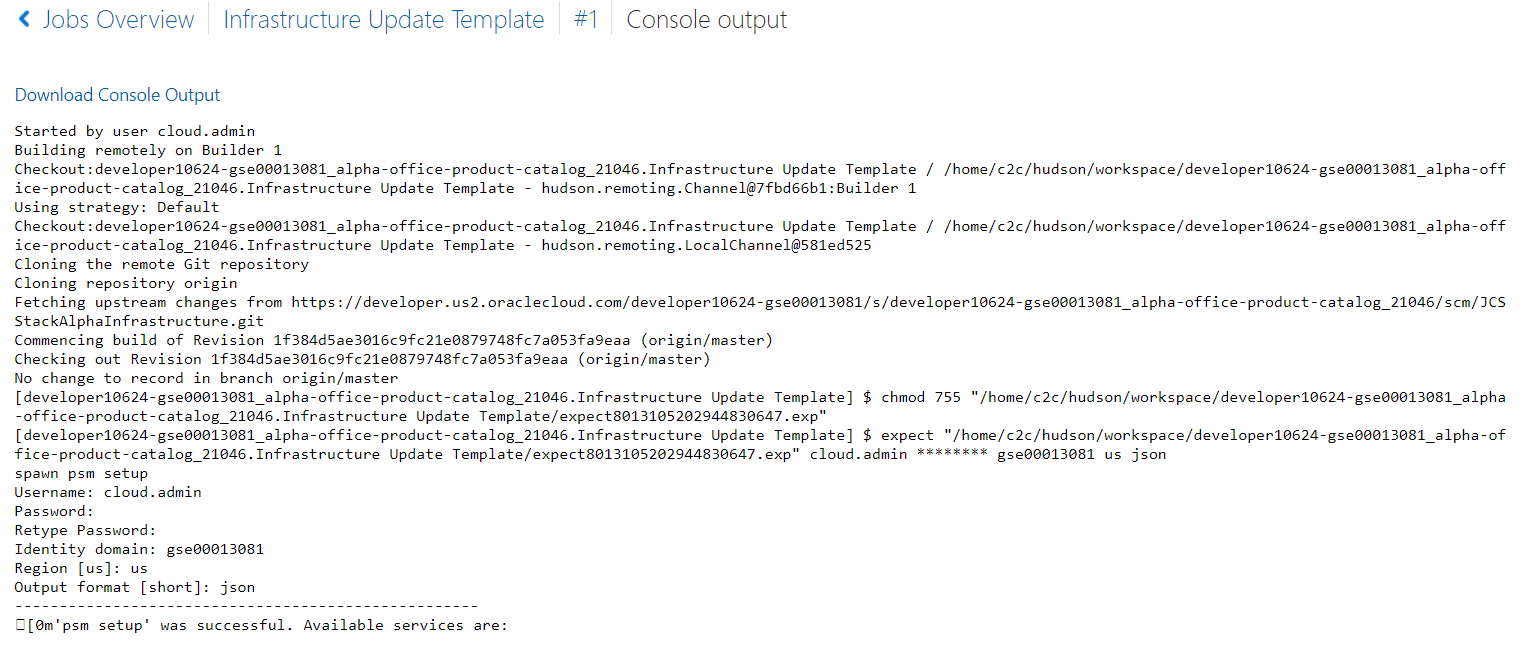 Jobs Overview Infrastructure Update Template #1 Console output
Download Console Output
Started by user cloud.admin
Building remotely on Builder 1
Checkout:developer10624-gse00013081_alpha-office-product-catalog_21046.Infrastructure Update Template / /home/c2c/hudson/workspace/developer10624-gse00013081_alpha-off
ice-product-catalog_21046.Infrastructure Update Template - hudson.remoting.Channel@7fbd66b1:Builder 1
Using strategy: Default
Checkout:developer10624-gse00013081_alpha-office-product-catalog_21046.Infrastructure Update Template / /home/c2c/hudson/workspace/developer10624-gse00013081_alpha-off
ice-product-catalog_21046.Infrastructure Update Template - hudson.remoting.LocalChannel@581ed525
Cloning the remote Git repository
Cloning repository origin
Fetching upstream changes from https://developer.us2.oraclecloud.com/developer10624-gse00013081/s/developer10624-gse00013081_alpha-office-product-catalog_21046/scm/JCS
StackAlphaInfrastructure.git
Commencing build of Revision 1f384d5ae3016c9fc21e0879748fc7a053fa9eaa (origin/master)
Checking out Revision 1f384d5ae3016c9fc21e0879748fc7a053fa9eaa (origin/master)
No change to record in branch origin/master
[developer10624-gse00013081_alpha-office-product-catalog_21046.Infrastructure Update Template] $ chmod 755 "/home/c2c/hudson/workspace/developer10624-gse00013081_alpha
-office-product-catalog_21046.Infrastructure Update Template/expect8013105202944830647.exp"
[developer10624-gse00013081_alpha-office-product-catalog_21046.Infrastructure Update Template] $ expect "/home/c2c/hudson/workspace/developer10624-gse00013081_alpha-of
fice-product-catalog_21046.Infrastructure Update Template/expect8013105202944830647.exp" cloud.admin ******** gse00013081 us json
spawn psm setup
Username: cloud.admin
Password:
Retype Password:
Identity domain: gse00013081
Region [us]: us
Output format [short]: json
----------------------------------------------------
[0m'psm setup' was successful. Available services are: